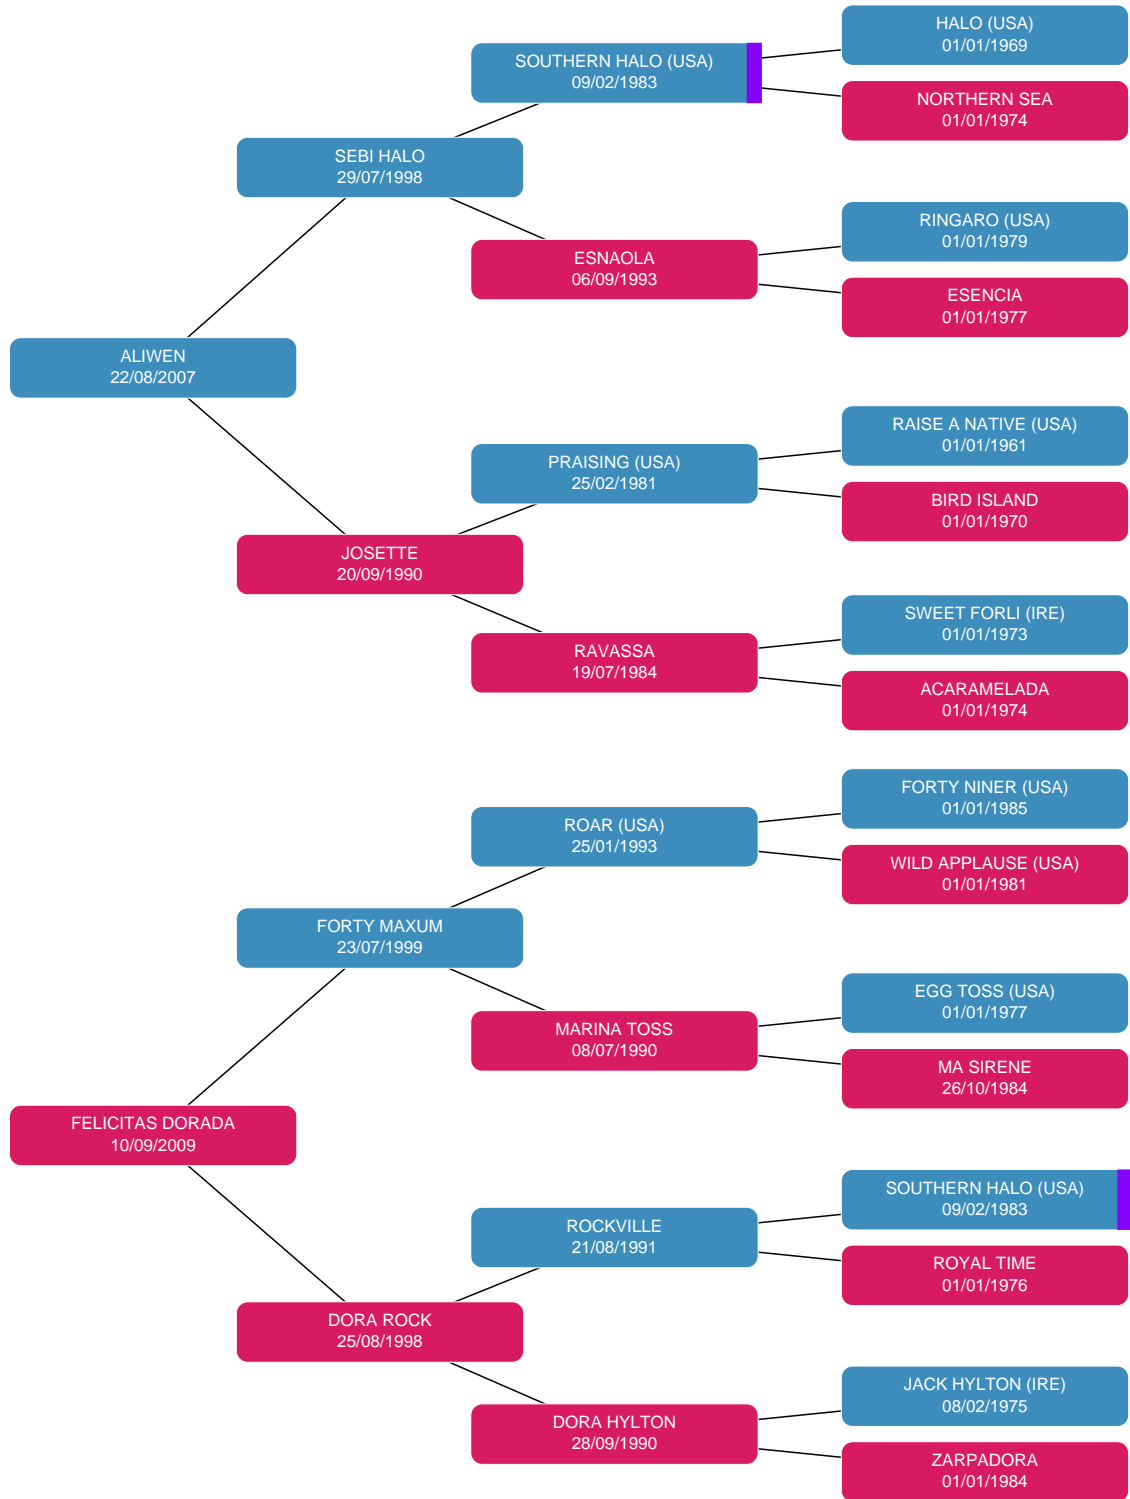 HALO (USA)
01/01/1969
SOUTHERN HALO (USA)
09/02/1983
NORTHERN SEA
01/01/1974
SEBI HALO
29/07/1998
RINGARO (USA)
01/01/1979
ESNAOLA
06/09/1993
ESENCIA
01/01/1977
ALIWEN
22/08/2007
RAISE A NATIVE (USA)
01/01/1961
PRAISING (USA)
25/02/1981
BIRD ISLAND
01/01/1970
JOSETTE
20/09/1990
SWEET FORLI (IRE)
01/01/1973
RAVASSA
19/07/1984
ACARAMELADA
01/01/1974
FORTY NINER (USA)
01/01/1985
ROAR (USA)
25/01/1993
WILD APPLAUSE (USA)
01/01/1981
FORTY MAXUM
23/07/1999
EGG TOSS (USA)
01/01/1977
MARINA TOSS
08/07/1990
MA SIRENE
26/10/1984
FELICITAS DORADA
10/09/2009
SOUTHERN HALO (USA)
09/02/1983
ROCKVILLE
21/08/1991
ROYAL TIME
01/01/1976
DORA ROCK
25/08/1998
JACK HYLTON (IRE)
08/02/1975
DORA HYLTON
28/09/1990
ZARPADORA
01/01/1984